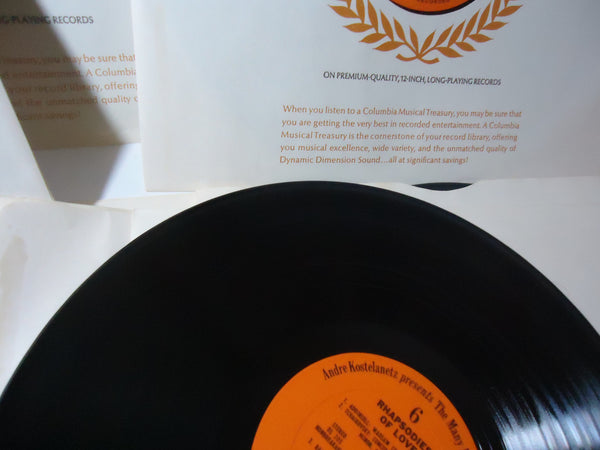 G-PLAYING RECORDS
reasury, you may be sure that
ed entertainment. A Columbia
your record library, offering
d the unmatched quality of
cant savings!
ON PREMIUM-QUALITY, 12-INCH, LONG-PLAYING RECORDS
When you listen to a Columbia Musical Treasury, you may be sure that
you are getting the very best in recorded entertainment. A Columbia
Musical Treasury is the cornerstone of your record library, offering
you musical excellence, wide variety, and the unmatched quality of
Dynamic Dimension Sound...all at significant savings!
Andre Kostelanetz presents The Many
6
RHAPSODIES
OF LOVE
STEREO